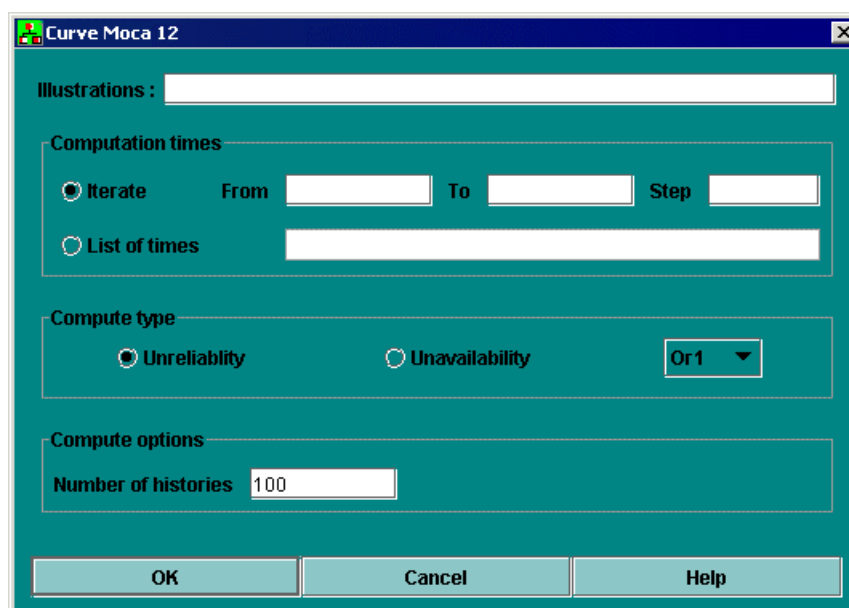 Curve Moca 12
Illustrations :
Computation times
Iterate From To Step
List of times
Compute type
Unreliablity Unavailability Or1
Compute options
Number of histories 100
OK Cancel Help